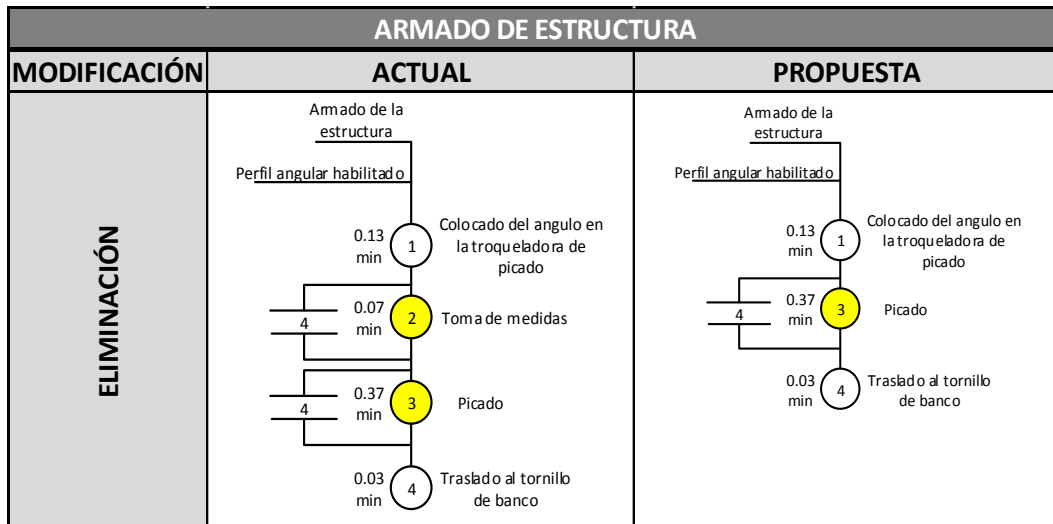 ARMADO DE ESTRUCTURA
MODIFICACIÓN
ACTUAL
PROPUESTA
ELIMINACIÓN
Armado de la
estructura
Perfil angular habilitado
0.13
min
1
Colocado del angulo en
la troqueladora de
picado
4
0.07
min
2
Toma de medidas
4
0.37
min
3
Picado
0.03
min
4
Traslado al tornillo
de banco
Armado de la
estructura
Perfil angular habilitado
0.13
min
1
Colocado del angulo en
la troqueladora de
picado
4
0.37
min
3
Picado
0.03
min
4
Traslado al tornillo
de banco